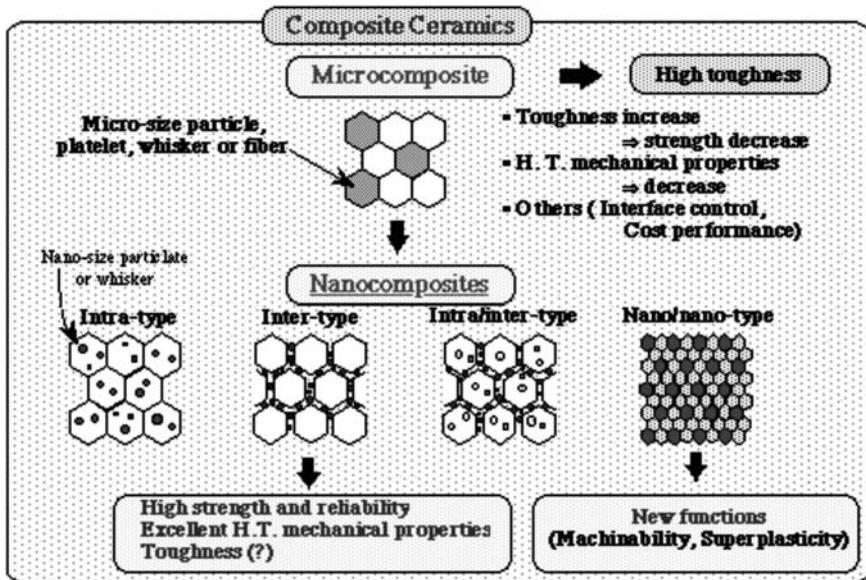 Composite Ceramics
Microcomposite
High toughness
Micro-size particle,
platelet, whisker or fiber
- Toughness increase
⇒ strength decrease
- H. T. mechanical properties
⇒ decrease
- Others ( Interface control,
Cost performance)
Nano-size particlate
or whisker
Nanocomposites
Intra-type
Inter-type
Intra/inter-type
Nano/nano-type
High strength and reliability
Excellent H.T. mechanical properties
Toughness (?)
New functions
(Machinability, Superplasticity)